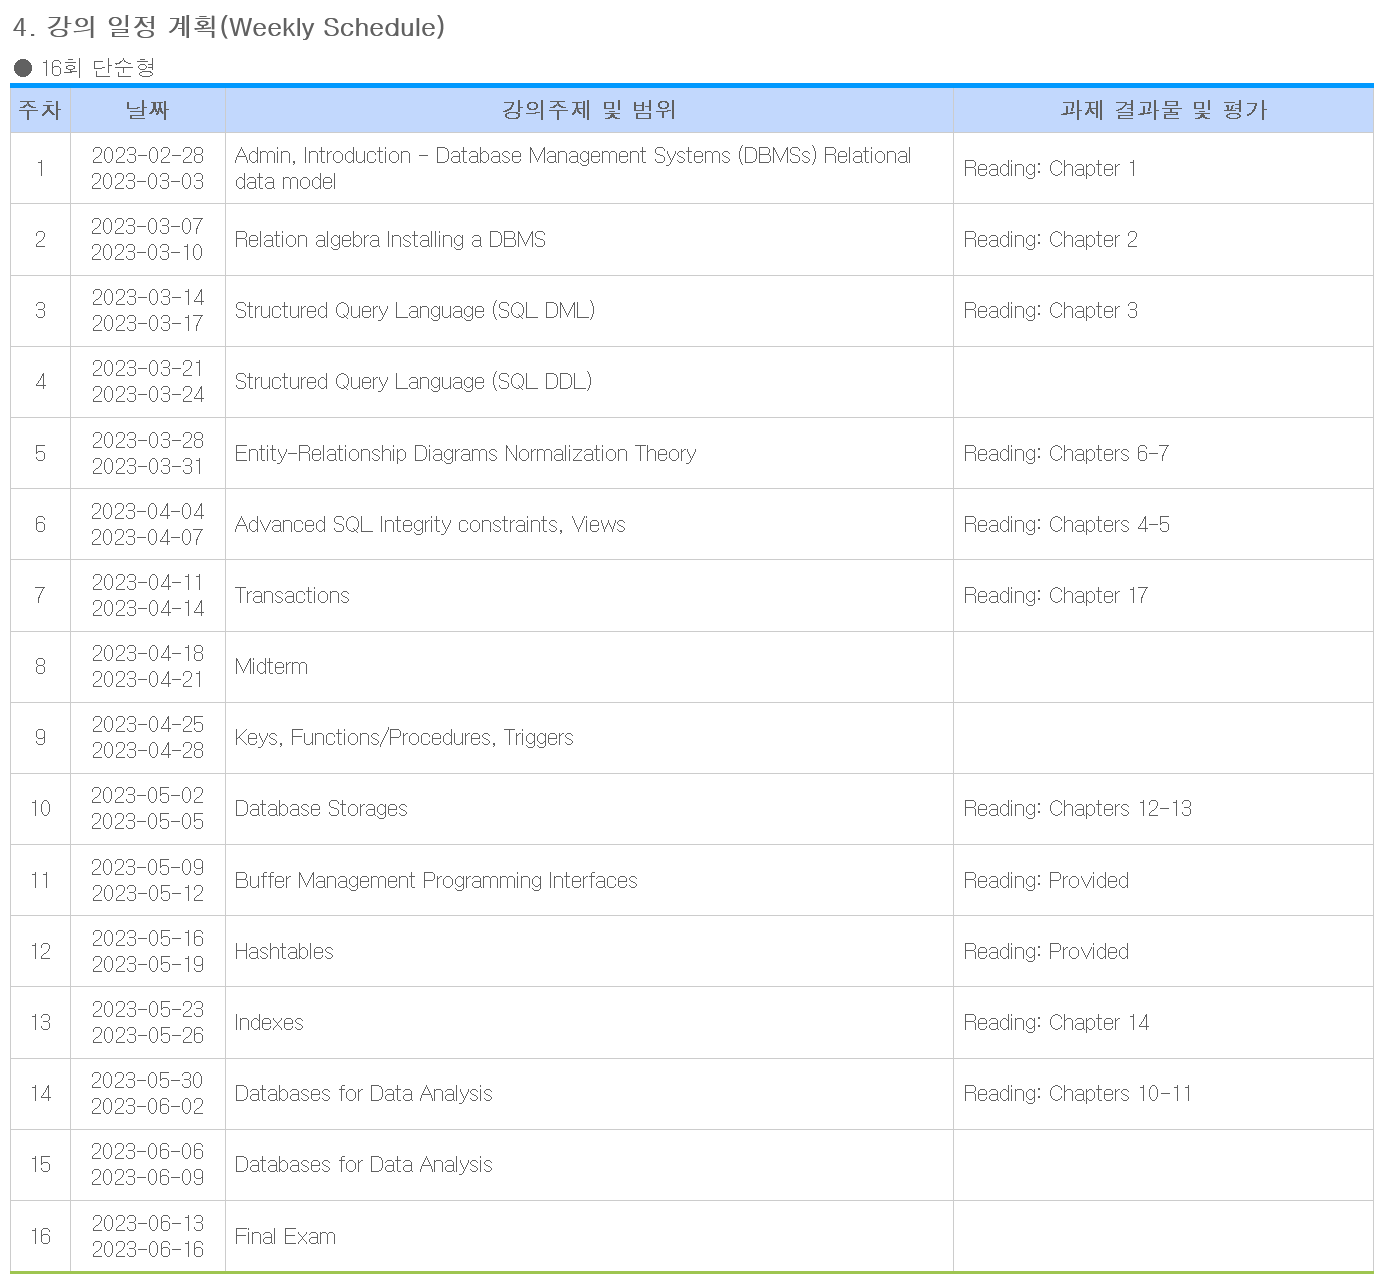 4. 강의 일정 계획(Weekly Schedule)
● 16회 단순형
주차 날짜 강의주제 및 범위 과제 결과물 및 평가
1 2023-02-28 2023-03-03 Admin, Introduction - Database Management Systems (DBMSs) Relational data model Reading: Chapter 1
2 2023-03-07 2023-03-10 Relation algebra Installing a DBMS Reading: Chapter 2
3 2023-03-14 2023-03-17 Structured Query Language (SQL DML) Reading: Chapter 3
4 2023-03-21 2023-03-24 Structured Query Language (SQL DDL)
5 2023-03-28 2023-03-31 Entity-Relationship Diagrams Normalization Theory Reading: Chapters 6-7
6 2023-04-04 2023-04-07 Advanced SQL Integrity constraints, Views Reading: Chapters 4-5
7 2023-04-11 2023-04-14 Transactions Reading: Chapter 17
8 2023-04-18 2023-04-21 Midterm
9 2023-04-25 2023-04-28 Keys, Functions/Procedures, Triggers
10 2023-05-02 2023-05-05 Database Storages Reading: Chapters 12-13
11 2023-05-09 2023-05-12 Buffer Management Programming Interfaces Reading: Provided
12 2023-05-16 2023-05-19 Hashtables Reading: Provided
13 2023-05-23 2023-05-26 Indexes Reading: Chapter 14
14 2023-05-30 2023-06-02 Databases for Data Analysis Reading: Chapters 10-11
15 2023-06-06 2023-06-09 Databases for Data Analysis
16 2023-06-13 2023-06-16 Final Exam